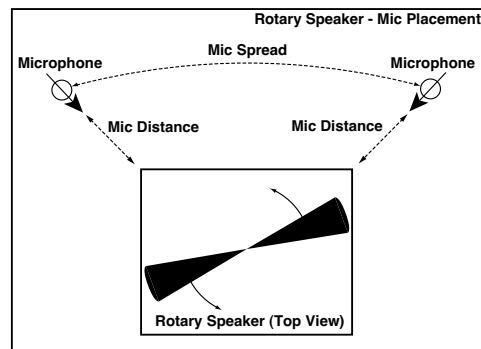 Rotary Speaker - Mic Placement
Mic Spread
Microphone
Microphone
Mic Distance
Mic Distance
Rotary Speaker (Top View)